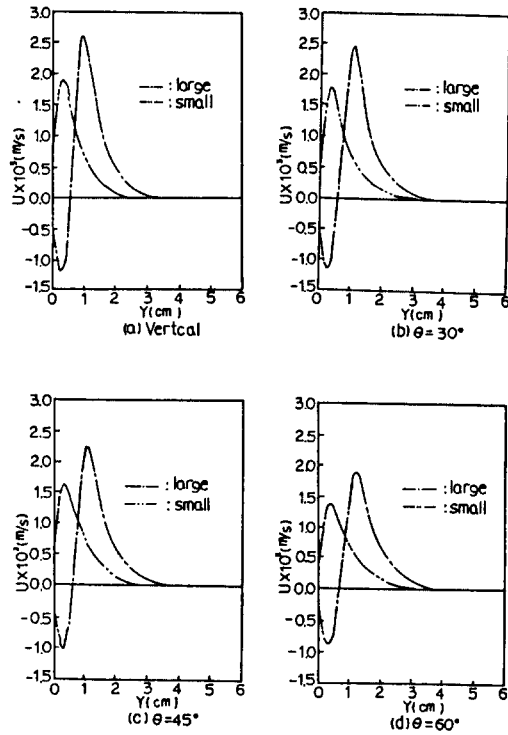 3.0
2.5
2.0
1.5
1.0
0.5
0.0
-0.5
-1.0
-1.5
U×10³(m/s)
: large
: small
0 1 2 3 4 5 6
Y(cm)
(a) Vertcal
3.0
2.5
2.0
1.5
1.0
0.5
0.0
-0.5
-1.0
-1.5
U×10³(m/s)
: large
: small
0 1 2 3 4 5 6
Y(cm)
(b) θ=30°
3.0
2.5
2.0
1.5
1.0
0.5
0.0
-0.5
-1.0
-1.5
U×10³(m/s)
: large
: small
0 1 2 3 4 5 6
Y(cm)
(c) θ=45°
3.0
2.5
2.0
1.5
1.0
0.5
0.0
-0.5
-1.0
-1.5
U×10³(m/s)
: large
: small
0 1 2 3 4 5 6
Y(cm)
(d) θ=60°